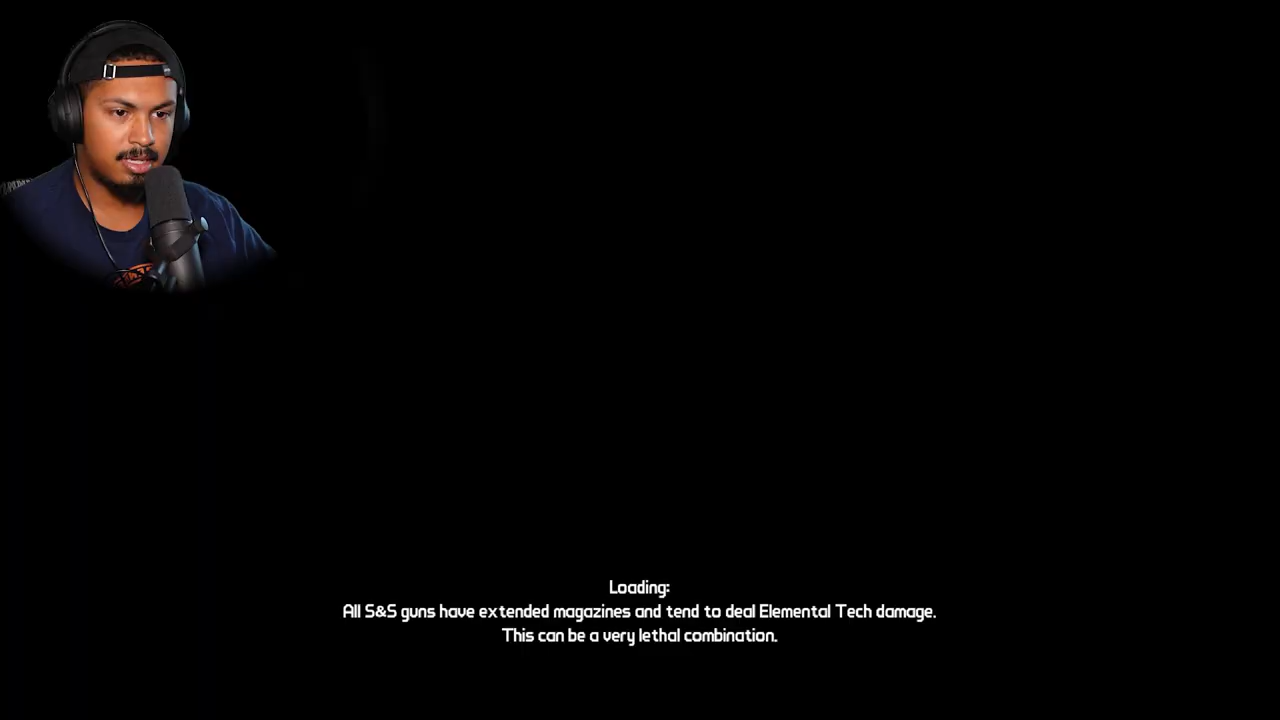 Loading:
All S&S guns have extended magazines and tend to deal Elemental Tech damage.
This can be a very lethal combination.